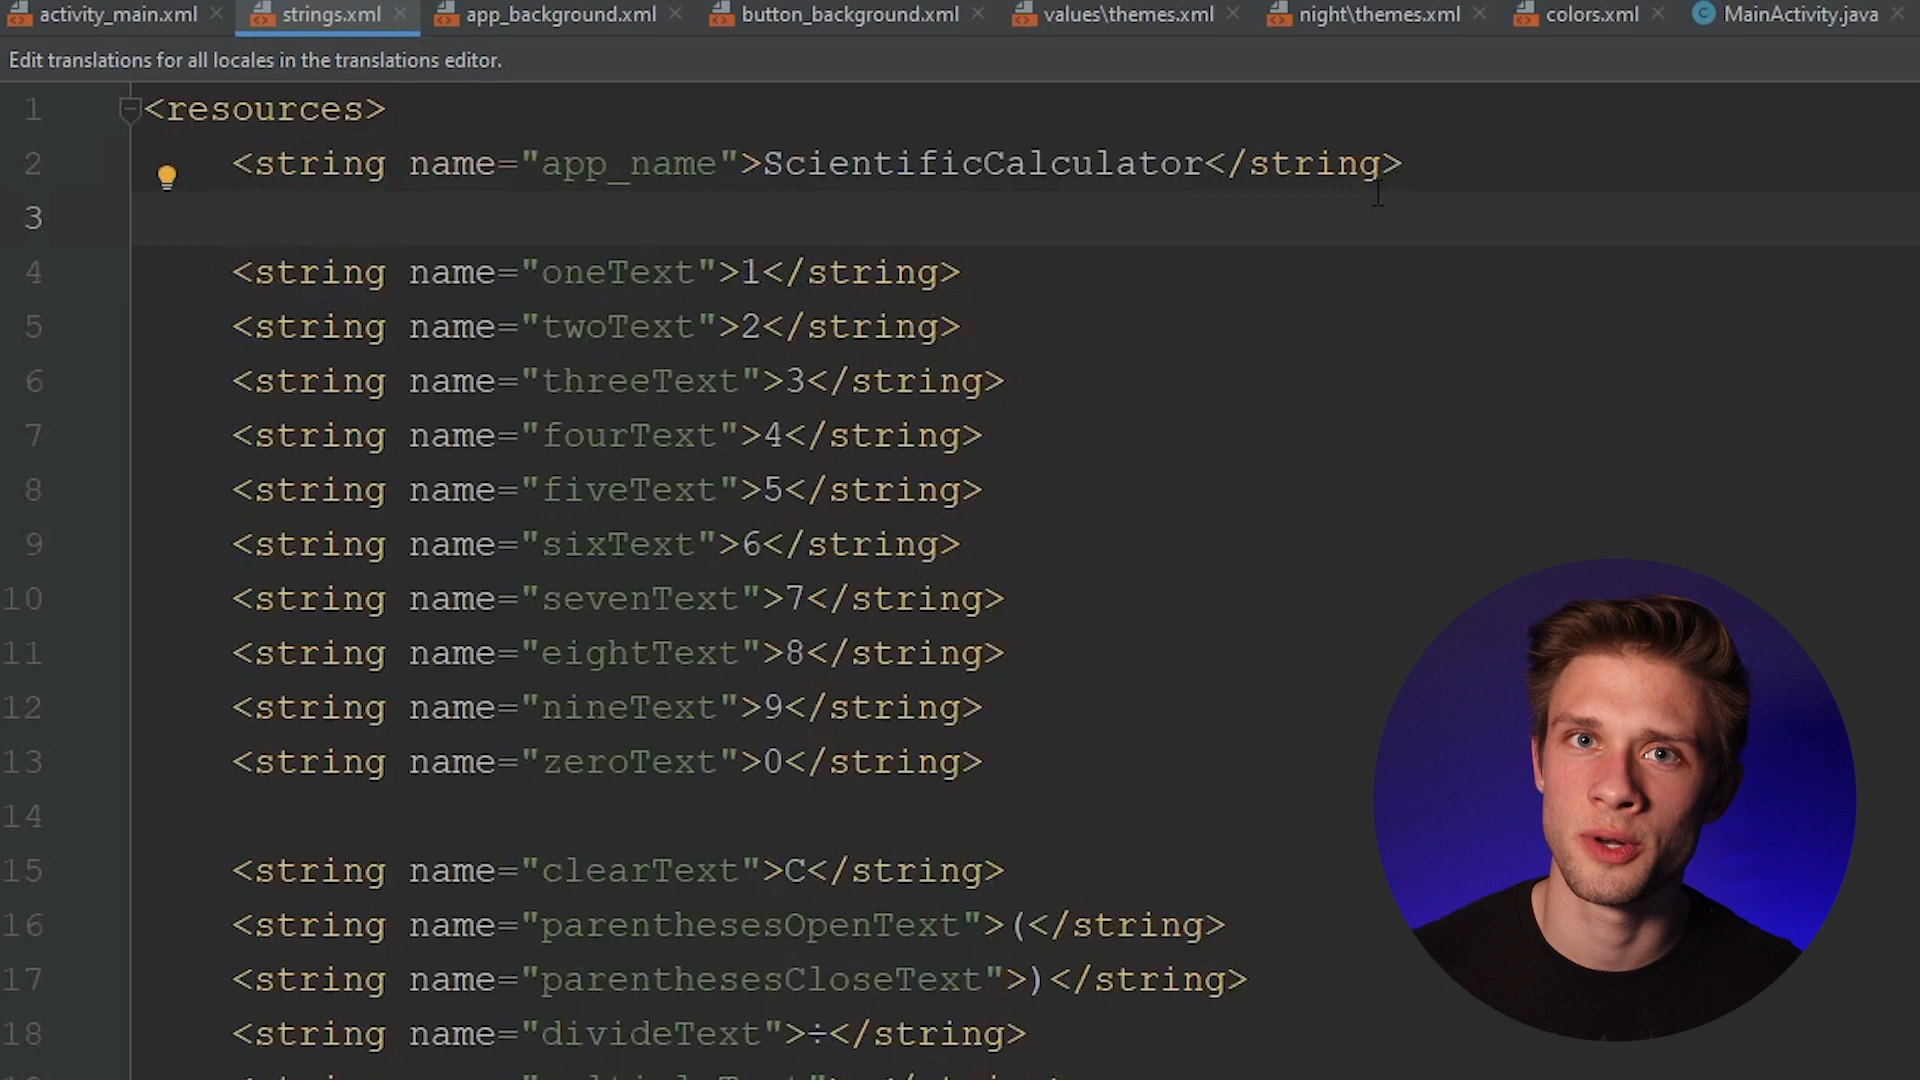 activity_main.xml strings.xml app_background.xml button_background.xml values\themes.xml night\themes.xml colors.xml MainActivity.java
Edit translations for all locales in the translations editor.
1 <resources>
2 <string name="app_name">ScientificCalculator</string>
3
4 <string name="oneText">1</string>
5 <string name="twoText">2</string>
6 <string name="threeText">3</string>
7 <string name="fourText">4</string>
8 <string name="fiveText">5</string>
9 <string name="sixText">6</string>
10 <string name="sevenText">7</string>
11 <string name="eightText">8</string>
12 <string name="nineText">9</string>
13 <string name="zeroText">0</string>
14
15 <string name="clearText">C</string>
16 <string name="parenthesesOpenText">(</string>
17 <string name="parenthesesCloseText">)</string>
18 <string name="divideText">÷</string>